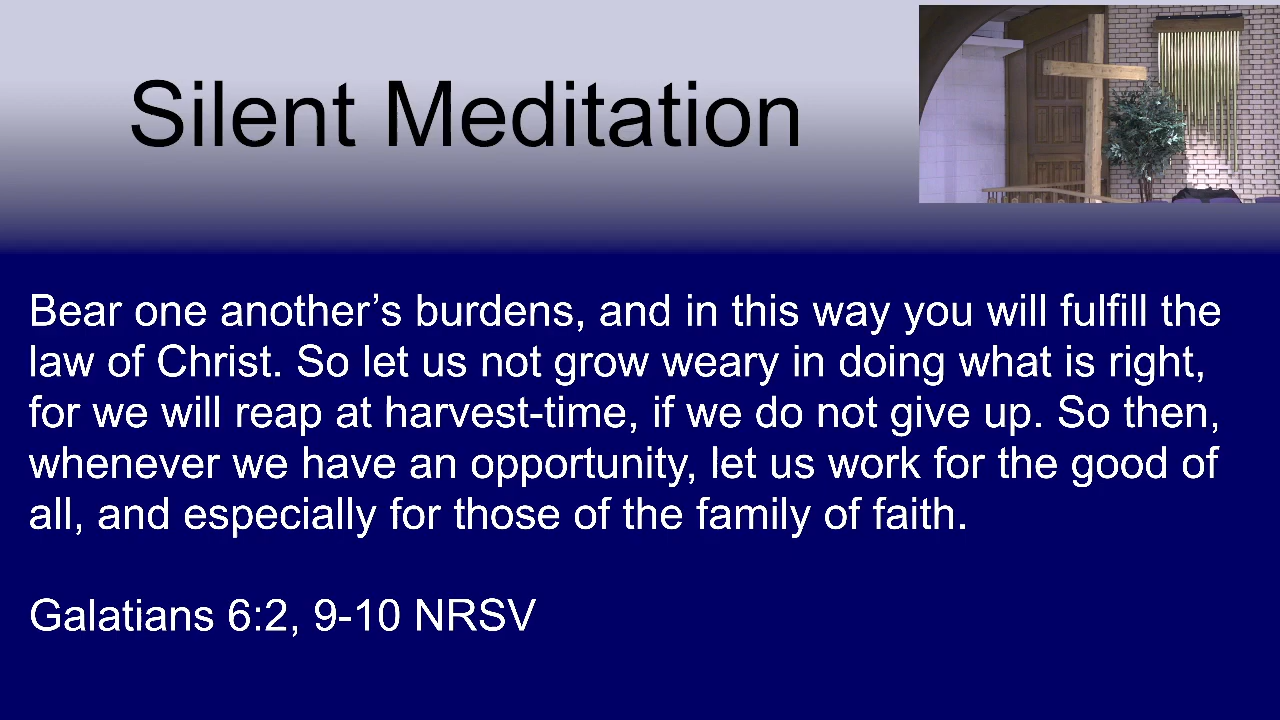 Silent Meditation
Bear one another’s burdens, and in this way you will fulfill the
law of Christ. So let us not grow weary in doing what is right,
for we will reap at harvest-time, if we do not give up. So then,
whenever we have an opportunity, let us work for the good of
all, and especially for those of the family of faith.
Galatians 6:2, 9-10 NRSV